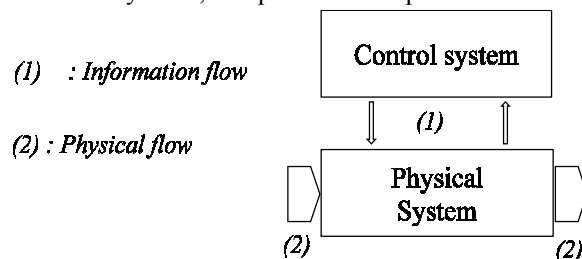 Control system
(1) : Information flow
(1)
(2) : Physical flow
Physical
System
(2)
(2)